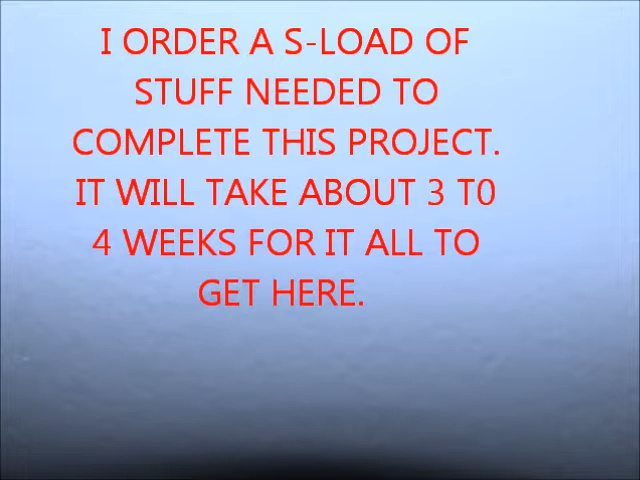 I ORDER A S-LOAD OF
STUFF NEEDED TO
COMPLETE THIS PROJECT.
IT WILL TAKE ABOUT 3 T0
4 WEEKS FOR IT ALL TO
GET HERE.